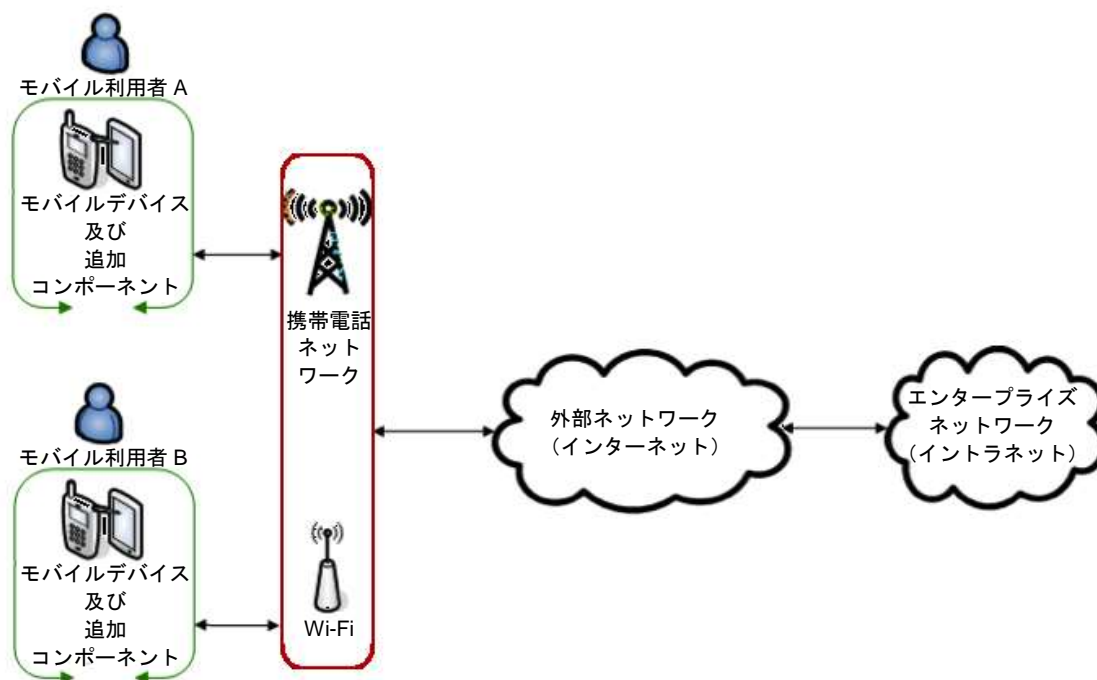 モバイル利用者 A
モバイルデバイス
及び
追加
コンポーネント
携帯電話
ネット
ワーク
モバイル利用者 B
モバイルデバイス
及び
追加
コンポーネント
Wi-Fi
外部ネットワーク
（インターネット）
エンタープライズ
ネットワーク
（イントラネット）